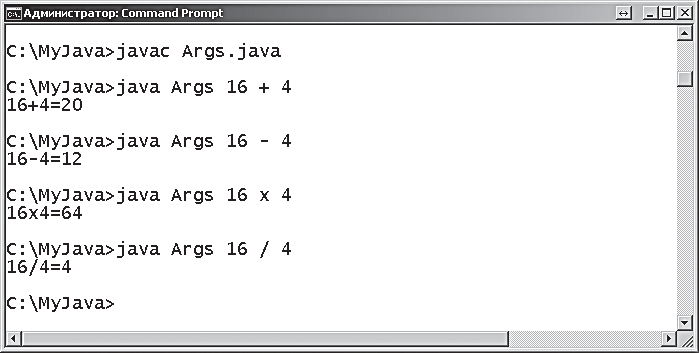 Администратор: Command Prompt
C:\MyJava>javac Args.java
C:\MyJava>java Args 16 + 4
16+4=20
C:\MyJava>java Args 16 - 4
16-4=12
C:\MyJava>java Args 16 x 4
16x4=64
C:\MyJava>java Args 16 / 4
16/4=4
C:\MyJava>